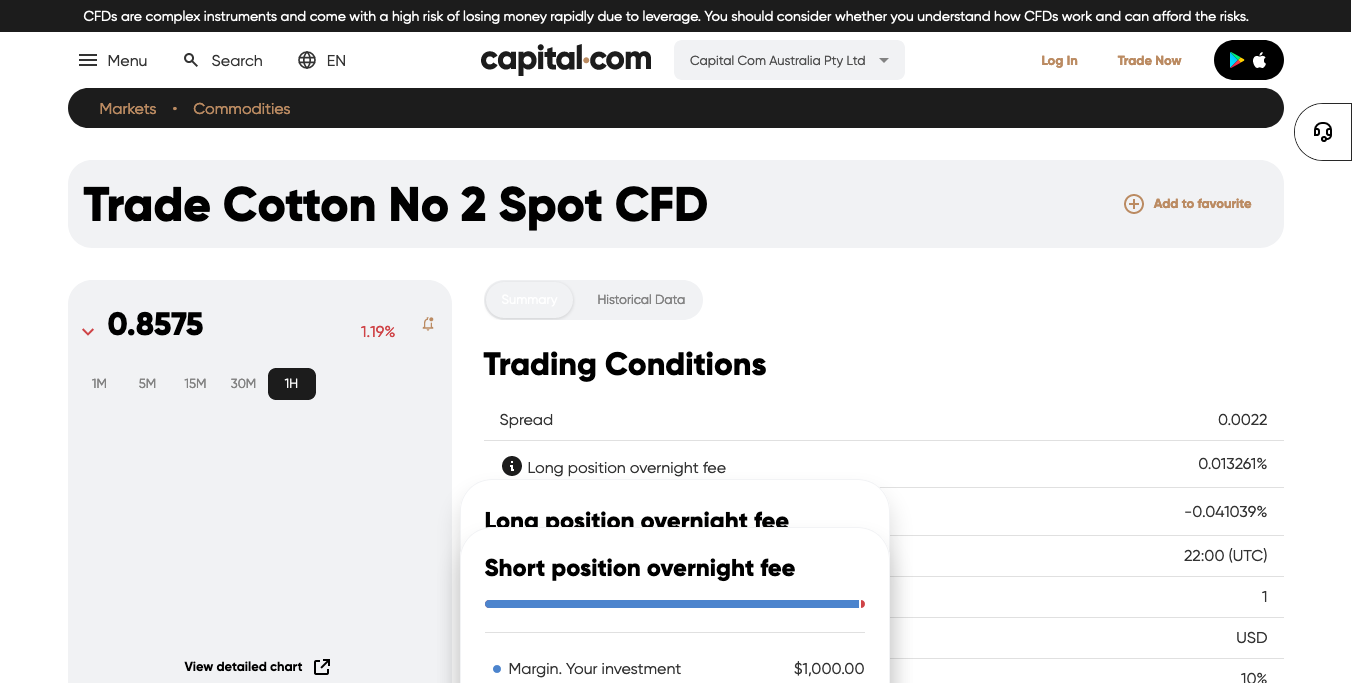 CFDs are complex instruments and come with a high risk of losing money rapidly due to leverage. You should consider whether you understand how CFDs work and can afford the risks.
Menu Search EN capital.com Capital Com Australia Pty Ltd Log In Trade Now
Markets • Commodities
Trade Cotton No 2 Spot CFD Add to favourite
0.8575 1.19%
1M 5M 15M 30M 1H
View detailed chart
Summary Historical Data
Trading Conditions
Spread 0.0022
Long position overnight fee 0.013261%
Long position overnight fee
-0.041039%
Short position overnight fee
22:00 (UTC)
1
USD
Margin. Your investment $1,000.00
10%